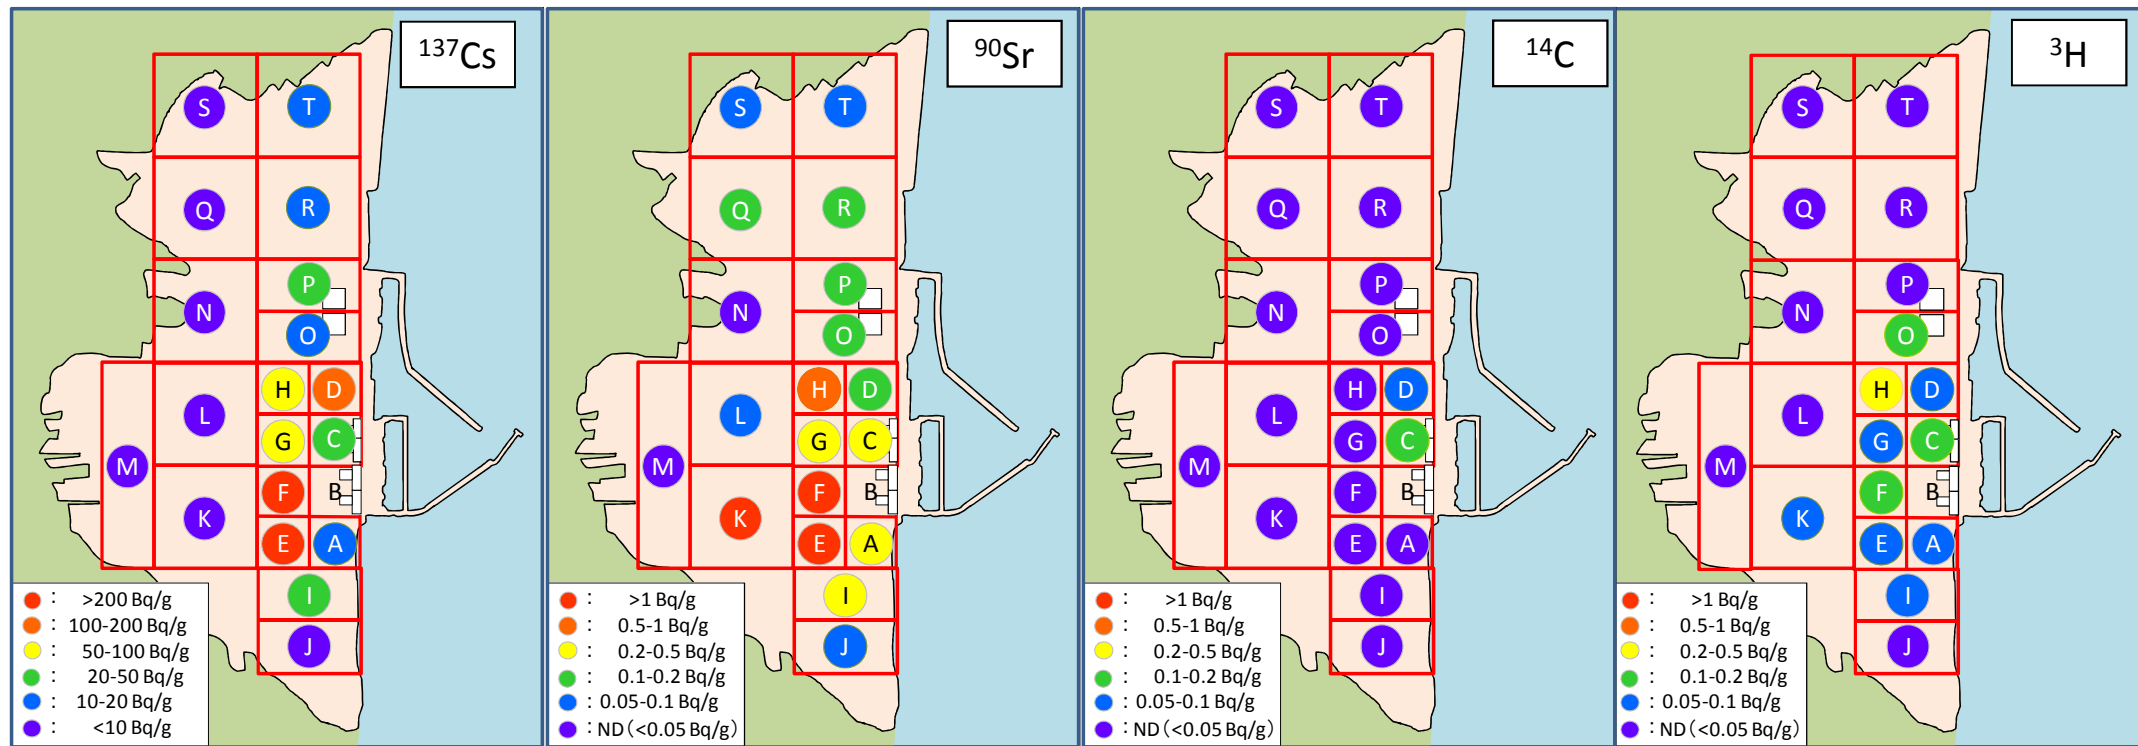 ¹³⁷Cs
S T
Q R
P
N
O
H D
L
G C
M
F B
K
E A
I
J
: >200 Bq/g
: 100-200 Bq/g
: 50-100 Bq/g
: 20-50 Bq/g
: 10-20 Bq/g
: <10 Bq/g
⁹⁰Sr
S T
Q R
P
N
O
H D
L
G C
M
F B
K
E A
I
J
: >1 Bq/g
: 0.5-1 Bq/g
: 0.2-0.5 Bq/g
: 0.1-0.2 Bq/g
: 0.05-0.1 Bq/g
: ND(<0.05 Bq/g)
¹⁴C
S T
Q R
P
N
O
H D
L
G C
M
F B
K
E A
I
J
: >1 Bq/g
: 0.5-1 Bq/g
: 0.2-0.5 Bq/g
: 0.1-0.2 Bq/g
: 0.05-0.1 Bq/g
: ND(<0.05 Bq/g)
³H
S T
Q R
P
N
O
H D
L
G C
M
F B
K
E A
I
J
: >1 Bq/g
: 0.5-1 Bq/g
: 0.2-0.5 Bq/g
: 0.1-0.2 Bq/g
: 0.05-0.1 Bq/g
: ND(<0.05 Bq/g)